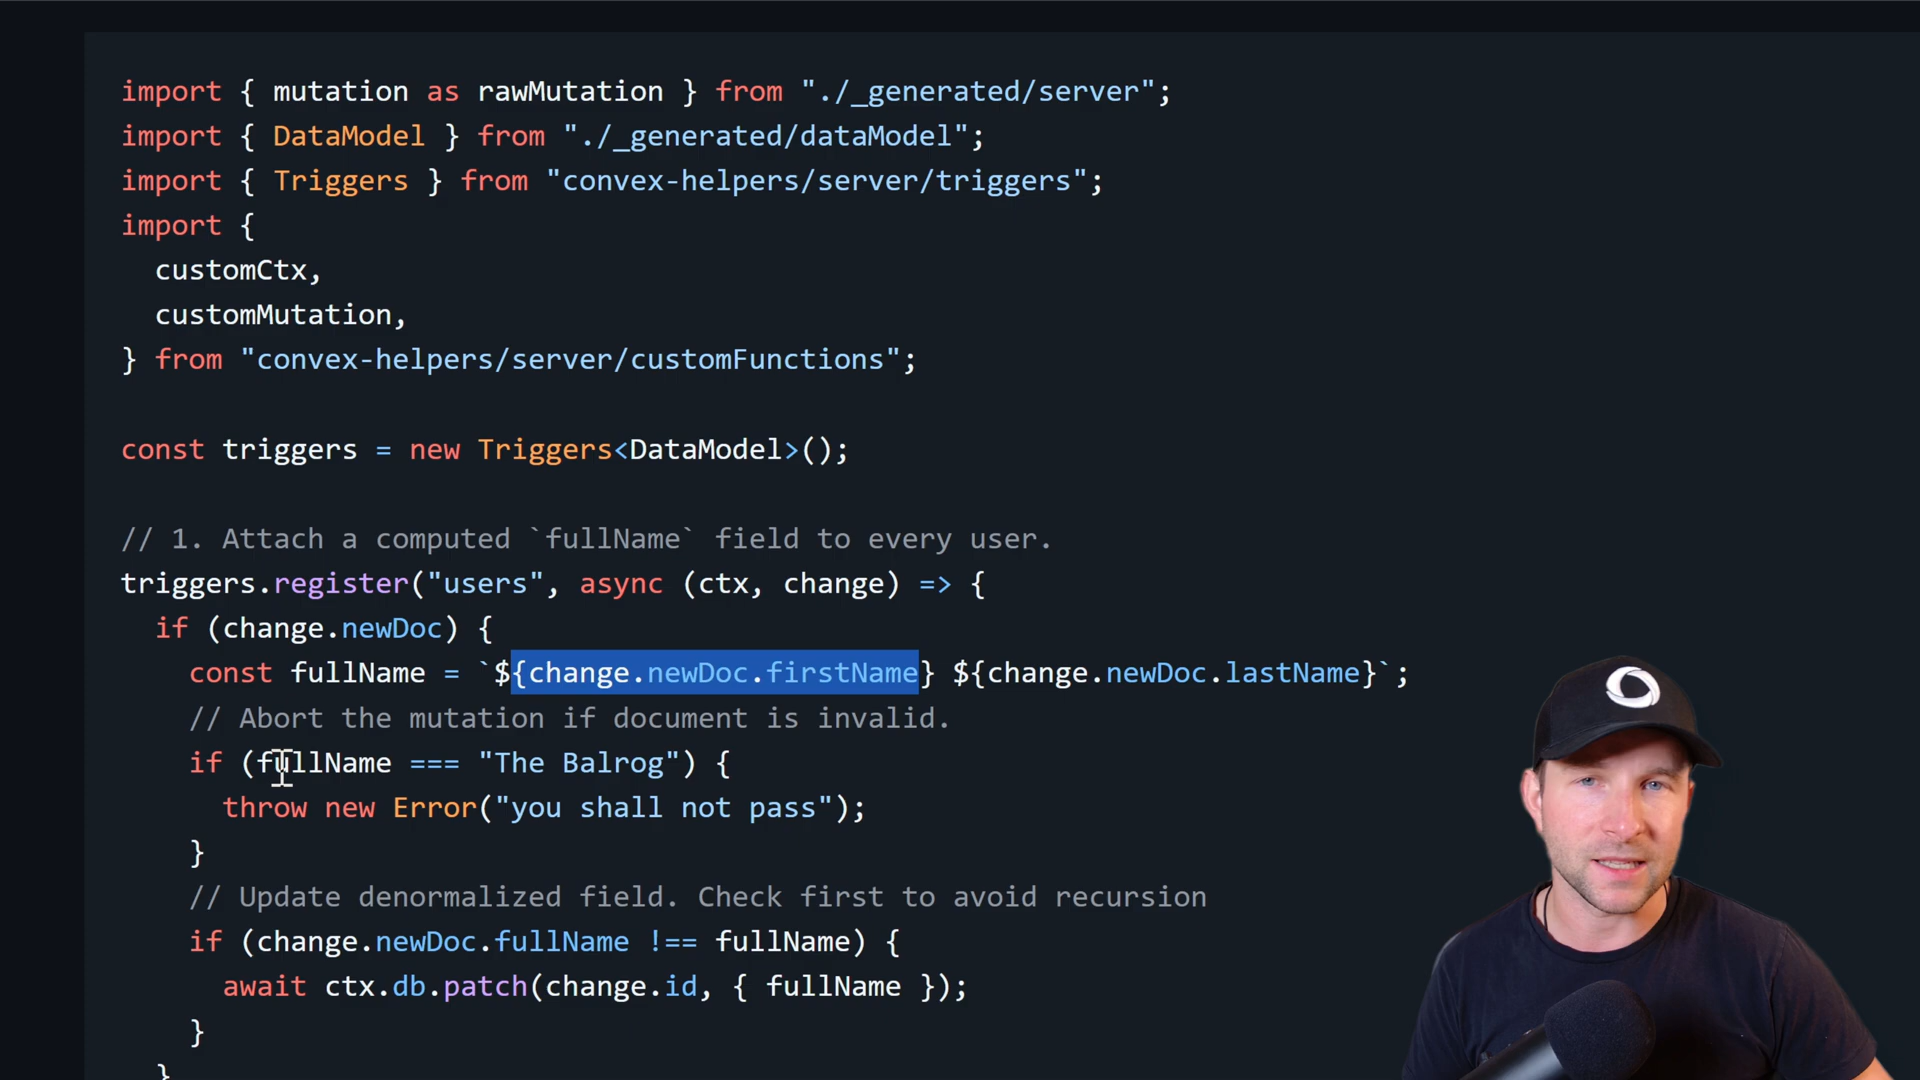 import { mutation as rawMutation } from "./_generated/server";
import { DataModel } from "./_generated/dataModel";
import { Triggers } from "convex-helpers/server/triggers";
import {
  customCtx,
  customMutation,
} from "convex-helpers/server/customFunctions";

const triggers = new Triggers<DataModel>();

// 1. Attach a computed `fullName` field to every user.
triggers.register("users", async (ctx, change) => {
  if (change.newDoc) {
    const fullName = `${change.newDoc.firstName} ${change.newDoc.lastName}`;
    // Abort the mutation if document is invalid.
    if (fullName === "The Balrog") {
      throw new Error("you shall not pass");
    }
    // Update denormalized field. Check first to avoid recursion
    if (change.newDoc.fullName !== fullName) {
      await ctx.db.patch(change.id, { fullName });
    }
  }